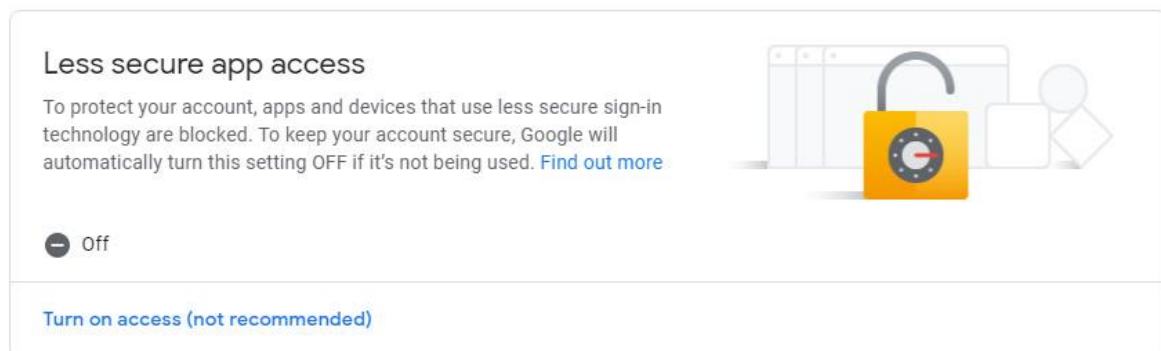 Less secure app access
To protect your account, apps and devices that use less secure sign-in
technology are blocked. To keep your account secure, Google will
automatically turn this setting OFF if it's not being used. Find out more
Off
Turn on access (not recommended)